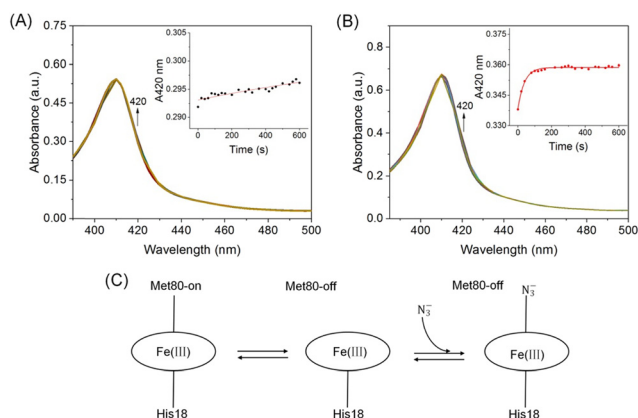 (A)
0.75
0.60
0.45
0.30
0.15
0.00
Absorbance (a.u.)
400 420 440 460 480 500
Wavelength (nm)
420
0.305
0.300
0.295
0.290
A420 nm
0 200 400 600
Time (s)
(B)
0.8
0.6
0.4
0.2
0.0
Absorbance (a.u.)
400 420 440 460 480 500
Wavelength (nm)
420
0.375
0.360
0.345
0.330
A420 nm
0 200 400 600
Time (s)
(C)
Met80-on Met80-off Met80-off N₃⁻
N₃⁻
Fe(III) Fe(III) Fe(III)
His18 His18 His18